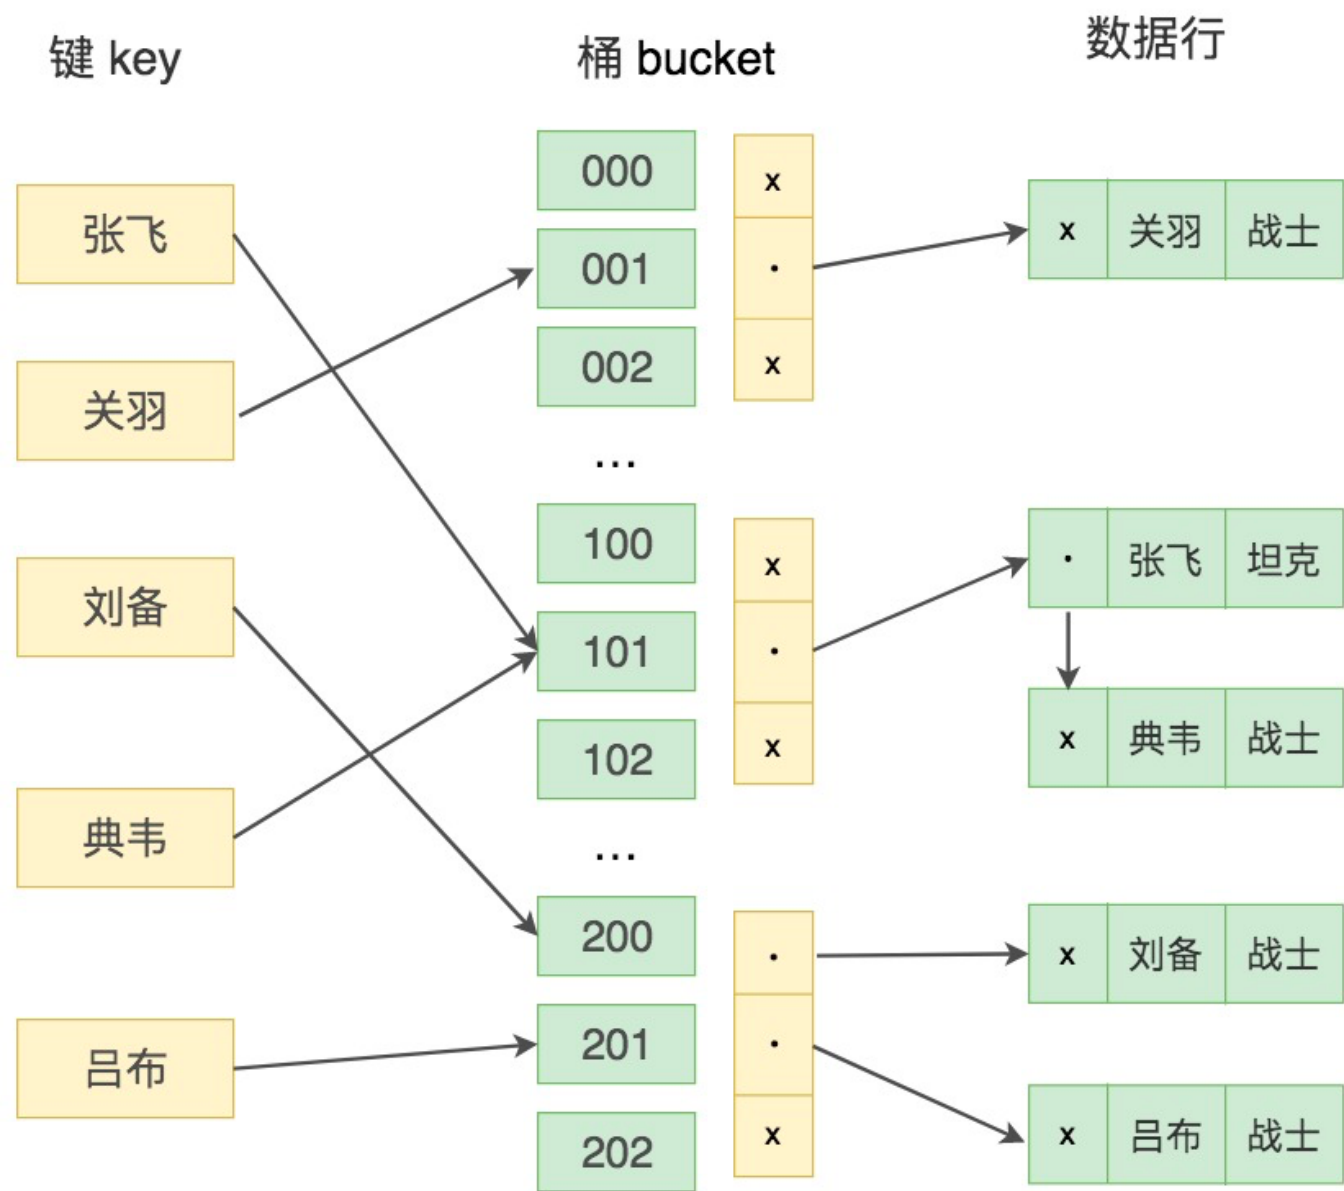 键 key
桶 bucket
数据行
张飞
关羽
刘备
典韦
吕布
000
001
002
...
100
101
102
...
200
201
202
x
·
x
x
·
x
·
·
x
x 关羽 战士
· 张飞 坦克
x 典韦 战士
x 刘备 战士
x 吕布 战士